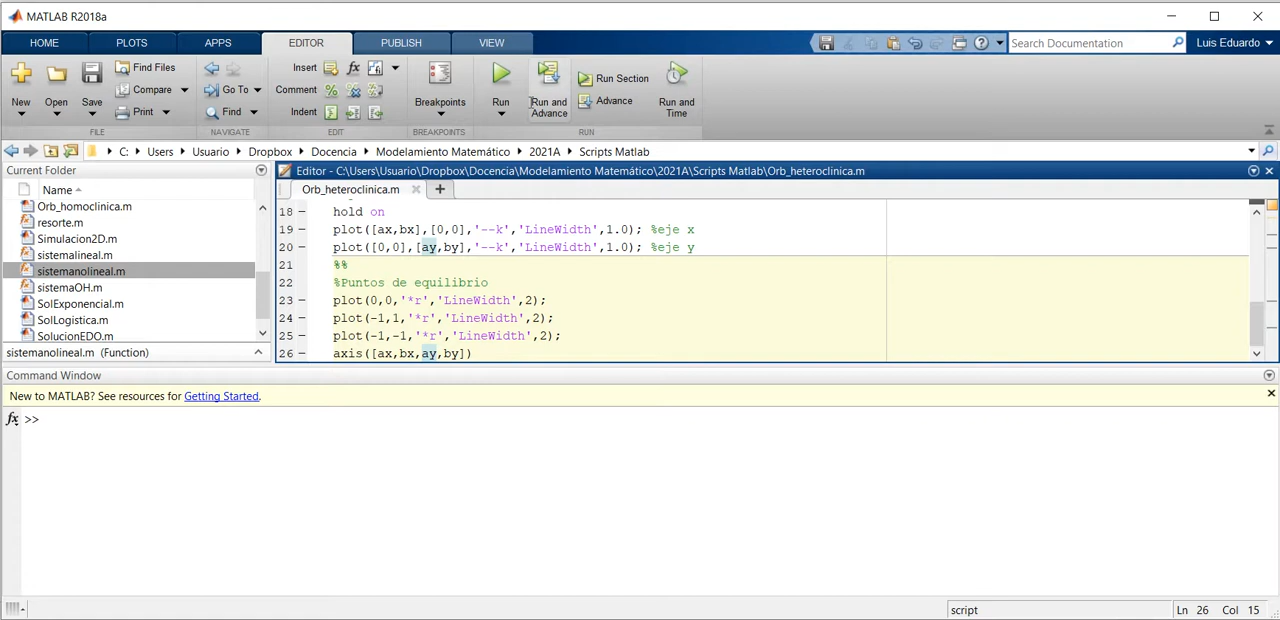 MATLAB R2018a
HOME PLOTS APPS EDITOR PUBLISH VIEW Search Documentation Luis Eduardo
New Open Save Find Files Compare Print Go To Find Insert fx Comment Indent Breakpoints Run Run and Advance Run Section Advance Run and Time
FILE NAVIGATE EDIT BREAKPOINTS RUN
C: Users Usuario Dropbox Docencia Modelamiento Matemático 2021A Scripts Matlab
Current Folder
Name
Orb_homoclinica.m
resorte.m
Simulacion2D.m
sistemalineal.m
sistemanolineal.m
sistemaOH.m
SolExponencial.m
SolLogistica.m
SolucionEDO.m
sistemanolineal.m (Function)
Editor - C:\Users\Usuario\Dropbox\Docencia\Modelamiento Matemático\2021A\Scripts Matlab\Orb_heteroclinica.m
Orb_heteroclinica.m +
18 - hold on
19 - plot([ax,bx],[0,0],'--k','LineWidth',1.0); %eje x
20 - plot([0,0],[ay,by],'--k','LineWidth',1.0); %eje y
21 %%
22 %Puntos de equilibrio
23 - plot(0,0,'*r','LineWidth',2);
24 - plot(-1,1,'*r','LineWidth',2);
25 - plot(-1,-1,'*r','LineWidth',2);
26 - axis([ax,bx,ay,by])
Command Window
New to MATLAB? See resources for Getting Started.
fx >>
script Ln 26 Col 15